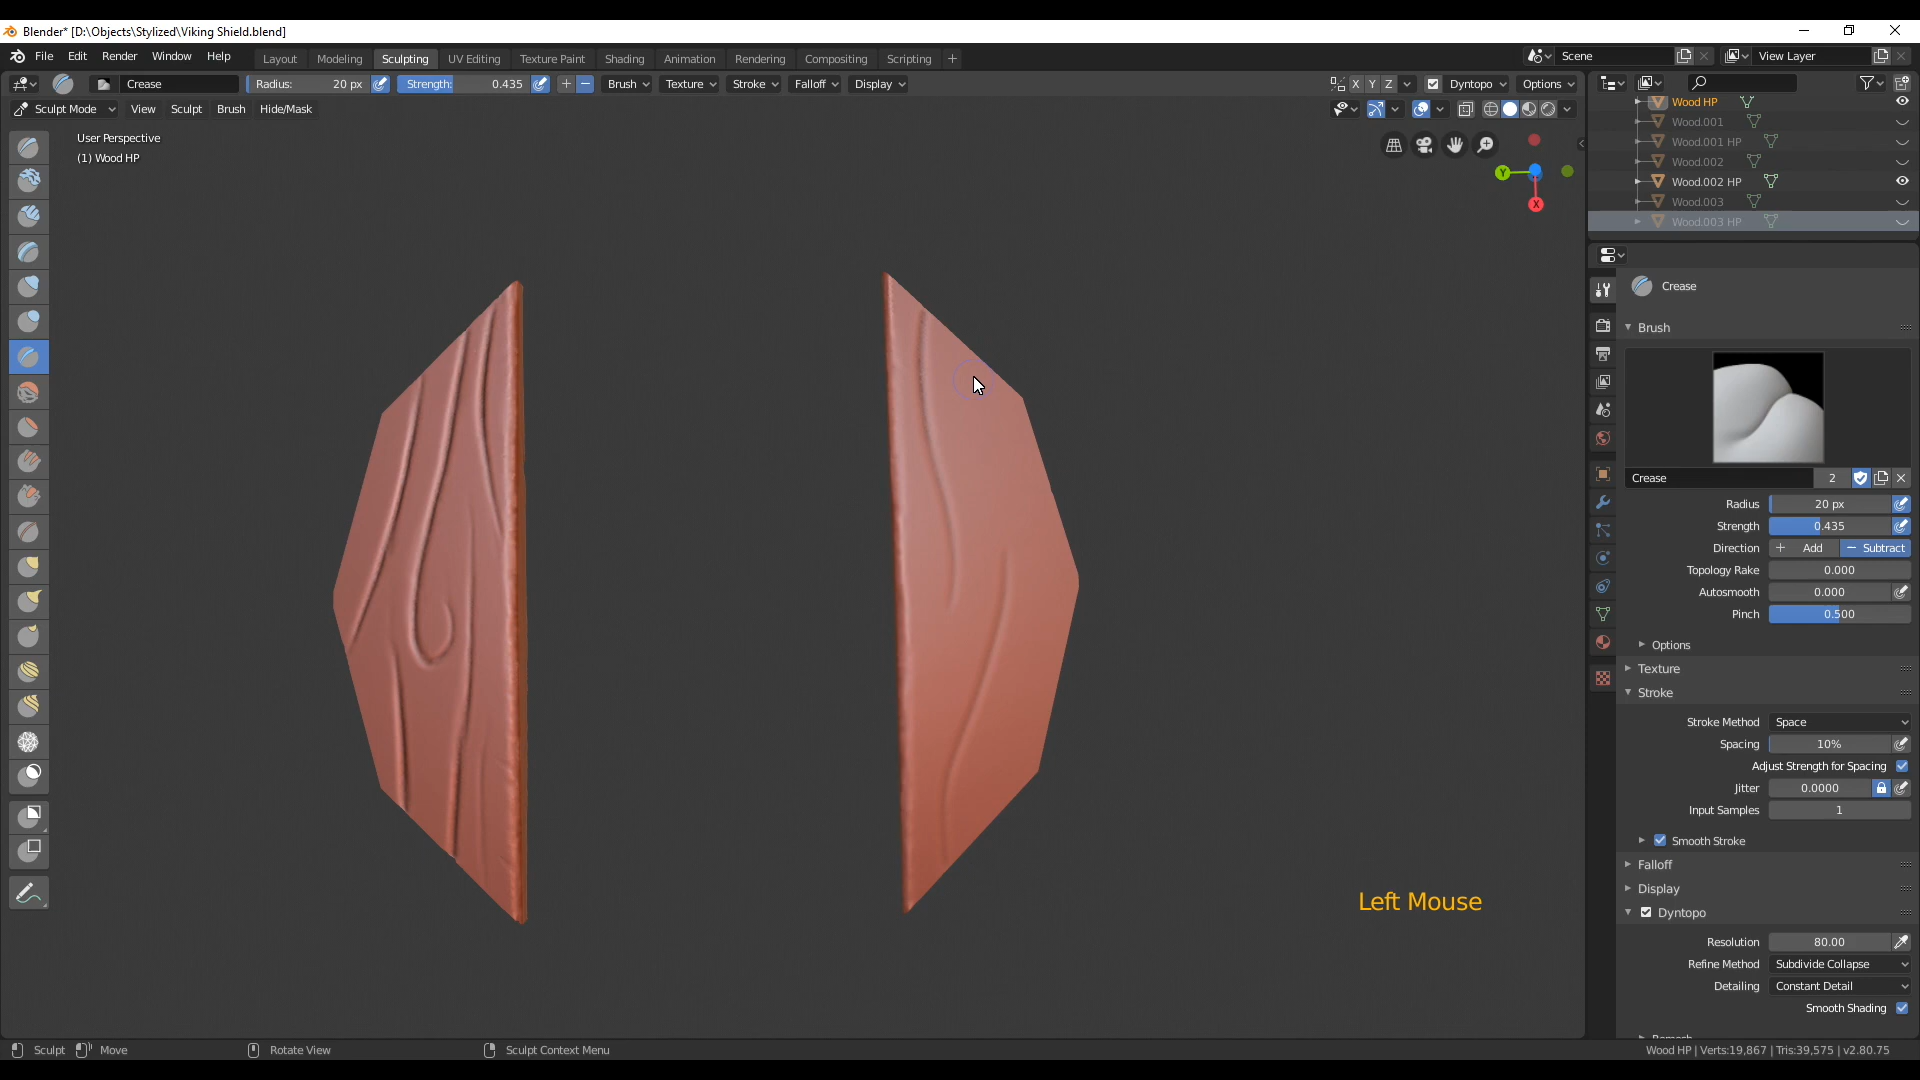 Blender* [D:\Objects\Stylized\Viking Shield.blend]
File Edit Render Window Help Layout Modeling Sculpting UV Editing Texture Paint Shading Animation Rendering Compositing Scripting + Scene View Layer
Crease Radius: 20 px Strength: 0.435 Brush Texture Stroke Falloff Display X Y Z Dyntopo Options
Sculpt Mode View Sculpt Brush Hide/Mask
User Perspective
(1) Wood HP
Y
X
Left Mouse
Wood HP
Wood.001
Wood.001 HP
Wood.002
Wood.002 HP
Wood.003
Wood.003 HP
Crease
Brush
Crease 2
Radius 20 px
Strength 0.435
Direction + Add − Subtract
Topology Rake 0.000
Autosmooth 0.000
Pinch 0.500
Options
Texture
Stroke
Stroke Method Space
Spacing 10%
Adjust Strength for Spacing
Jitter 0.0000
Input Samples 1
Smooth Stroke
Falloff
Display
Dyntopo
Resolution 80.00
Refine Method Subdivide Collapse
Detailing Constant Detail
Smooth Shading
Sculpt Move Rotate View Sculpt Context Menu Wood HP | Verts:19,867 | Tris:39,575 | v2.80.75